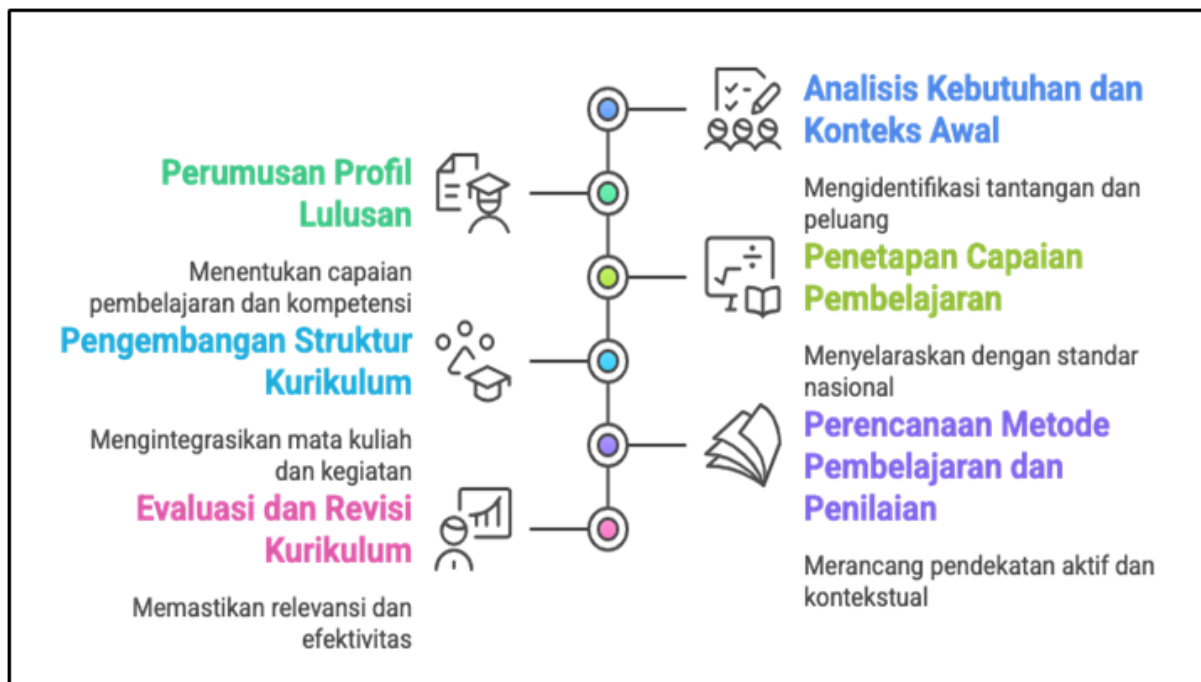 Analisis Kebutuhan dan
Konteks Awal
Mengidentifikasi tantangan dan
peluang
Perumusan Profil
Lulusan
Menentukan capaian
pembelajaran dan kompetensi
Penetapan Capaian
Pembelajaran
Menyelaraskan dengan standar
nasional
Pengembangan Struktur
Kurikulum
Mengintegrasikan mata kuliah
dan kegiatan
Perencanaan Metode
Pembelajaran dan
Penilaian
Merancang pendekatan aktif dan
kontekstual
Evaluasi dan Revisi
Kurikulum
Memastikan relevansi dan
efektivitas